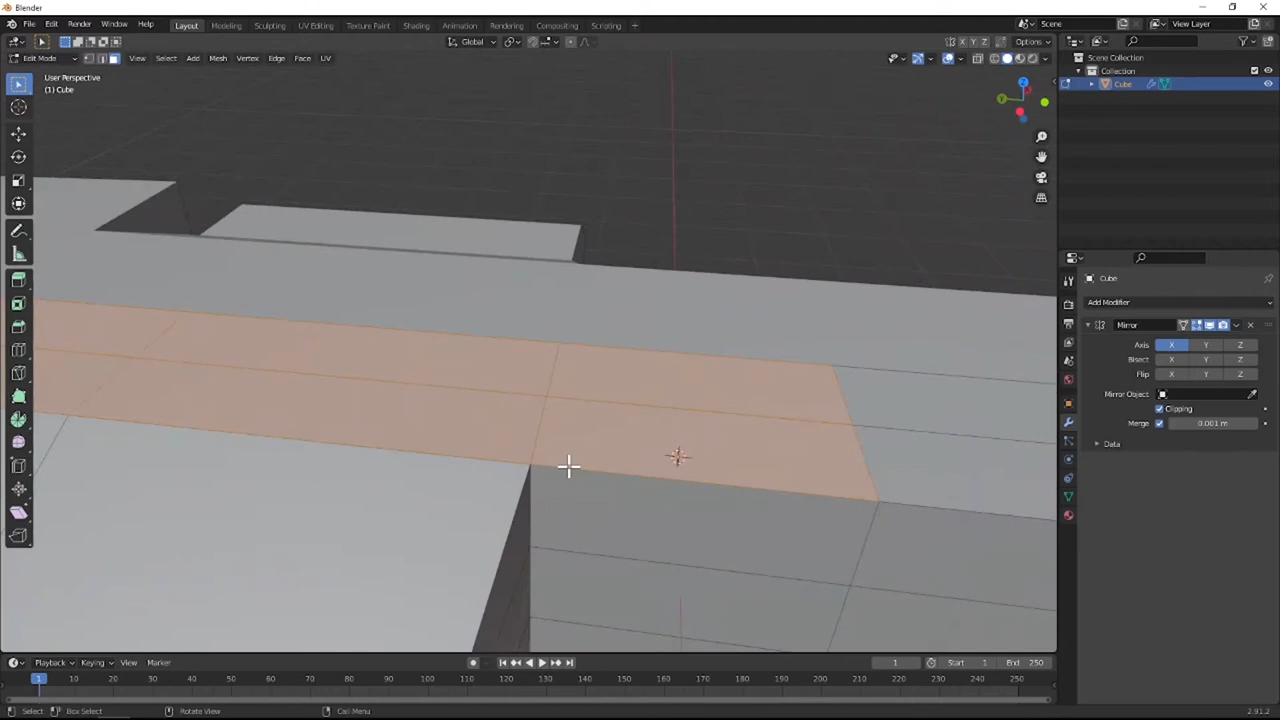 Blender
File Edit Render Window Help Layout Modeling Sculpting UV Editing Texture Paint Shading Animation Rendering Compositing Scripting + Scene View Layer
Global X Y Z Options
Edit Mode View Select Add Mesh Vertex Edge Face UV
Scene Collection
Collection
Cube
User Perspective
(1) Cube
Z
Y
Cube
Add Modifier
Mirror
Axis X Y Z
Bisect X Y Z
Flip X Y Z
Mirror Object
Clipping
Merge 0.001 m
Data
Playback Keying View Marker 1 Start 1 End 250
1 10 20 30 40 50 60 70 80 90 100 110 120 130 140 150 160 170 180 190 200 210 220 230 240 250
Select Box Select Rotate View Call Menu 2.91.2